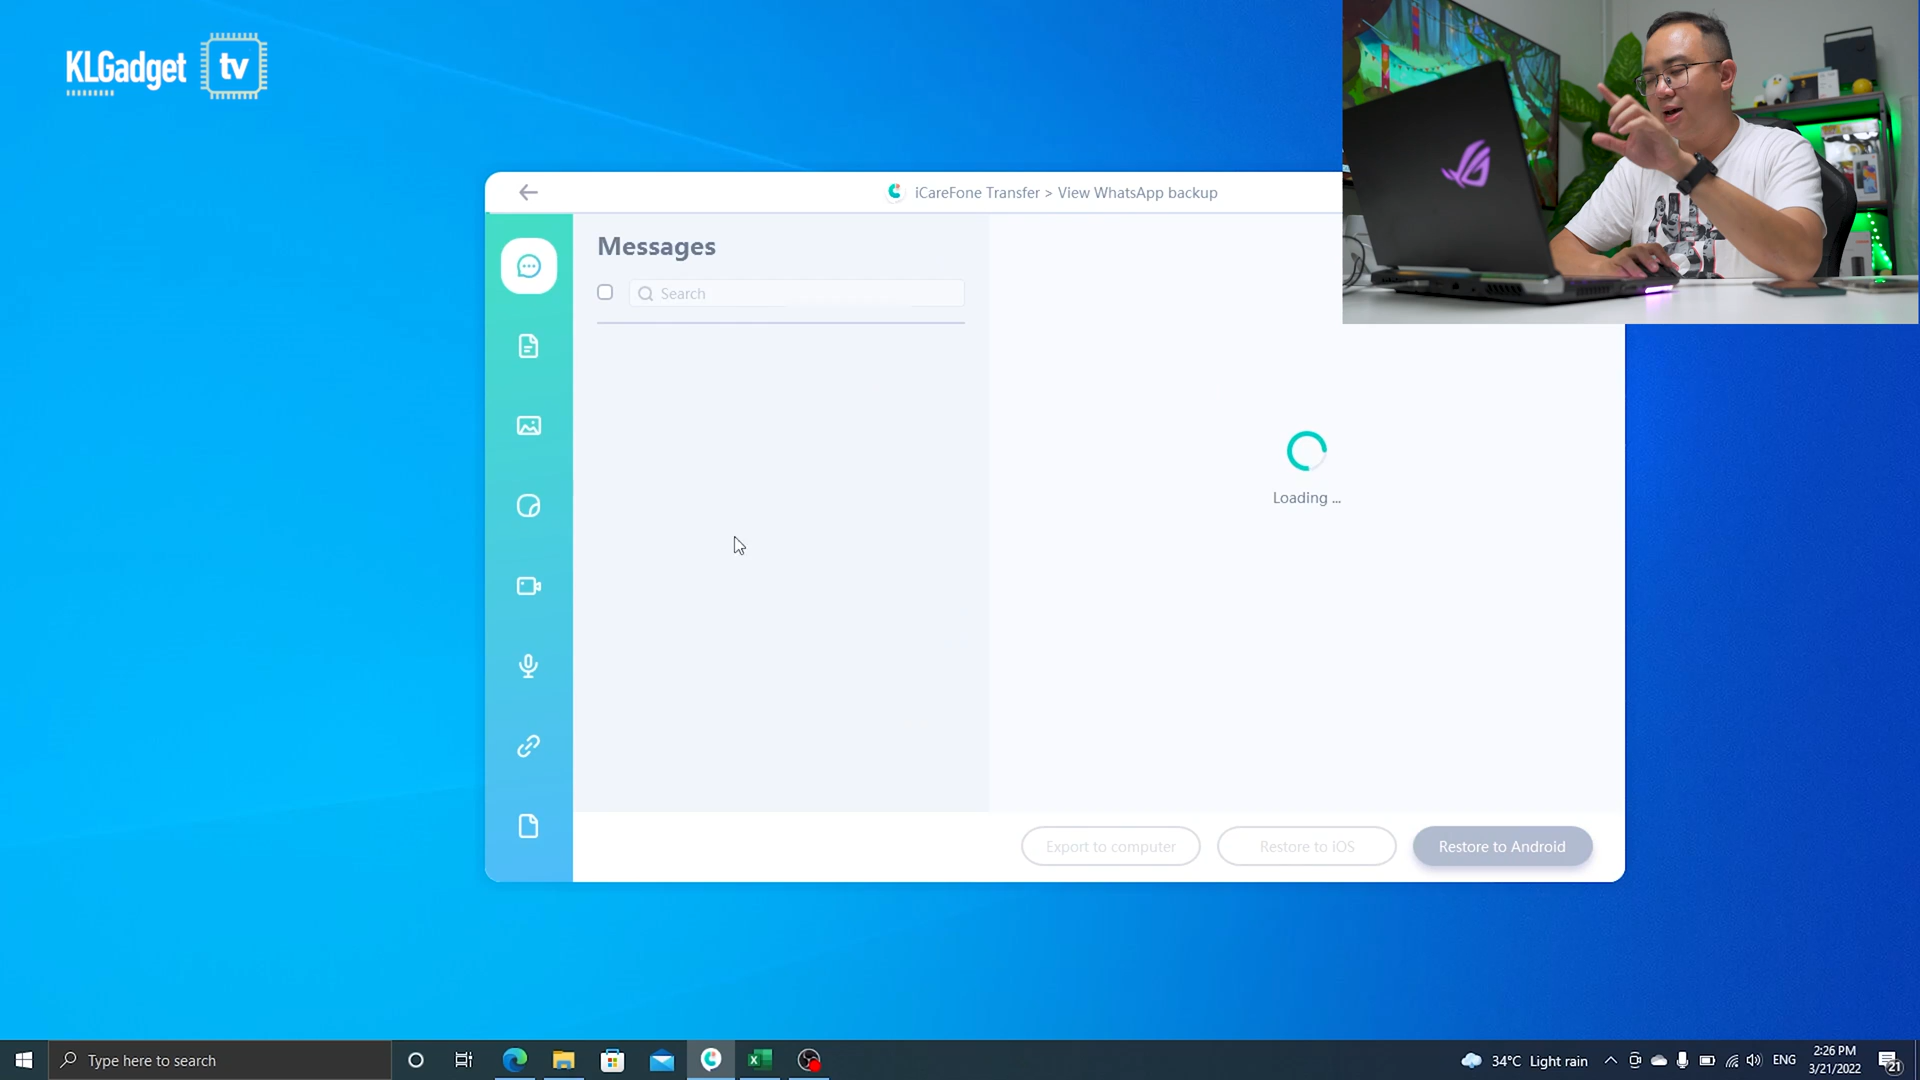 KLGadget tv
iCareFone Transfer > View WhatsApp backup
Messages
Search
Loading ...
Export to computer
Restore to iOS
Restore to Android
Type here to search
34°C Light rain
ENG
2:26 PM
3/21/2022
21